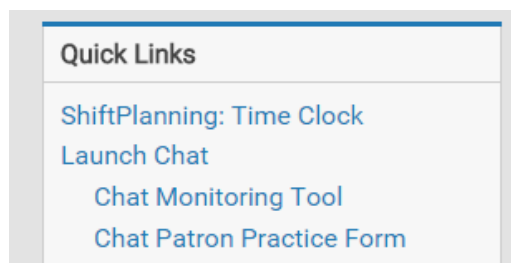 Quick Links
ShiftPlanning: Time Clock
Launch Chat
Chat Monitoring Tool
Chat Patron Practice Form